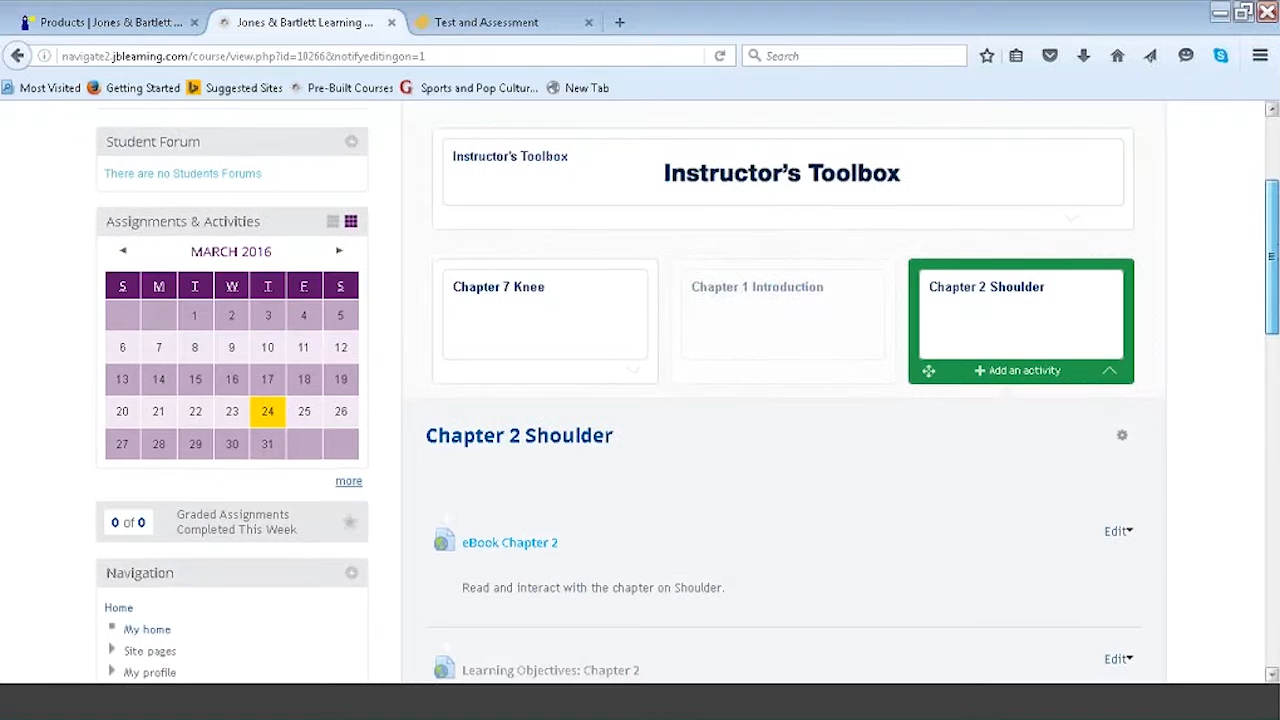 Products | Jones & Bartlett ...
Jones & Bartlett Learning ...
Test and Assessment
navigate2.jblearning.com/course/view.php?id=10266&notifyeditingon=1
Search
Most Visited
Getting Started
Suggested Sites
Pre-Built Courses
Sports and Pop Cultur...
New Tab
Student Forum
There are no Students Forums
Assignments & Activities
MARCH 2016
S M T W T F S
1 2 3 4 5
6 7 8 9 10 11 12
13 14 15 16 17 18 19
20 21 22 23 24 25 26
27 28 29 30 31
more
0 of 0
Graded Assignments
Completed This Week
Navigation
Home
My home
Site pages
My profile
Instructor's Toolbox
Instructor's Toolbox
Chapter 7 Knee
Chapter 1 Introduction
Chapter 2 Shoulder
Add an activity
Chapter 2 Shoulder
eBook Chapter 2
Edit
Read and interact with the chapter on Shoulder.
Learning Objectives: Chapter 2
Edit